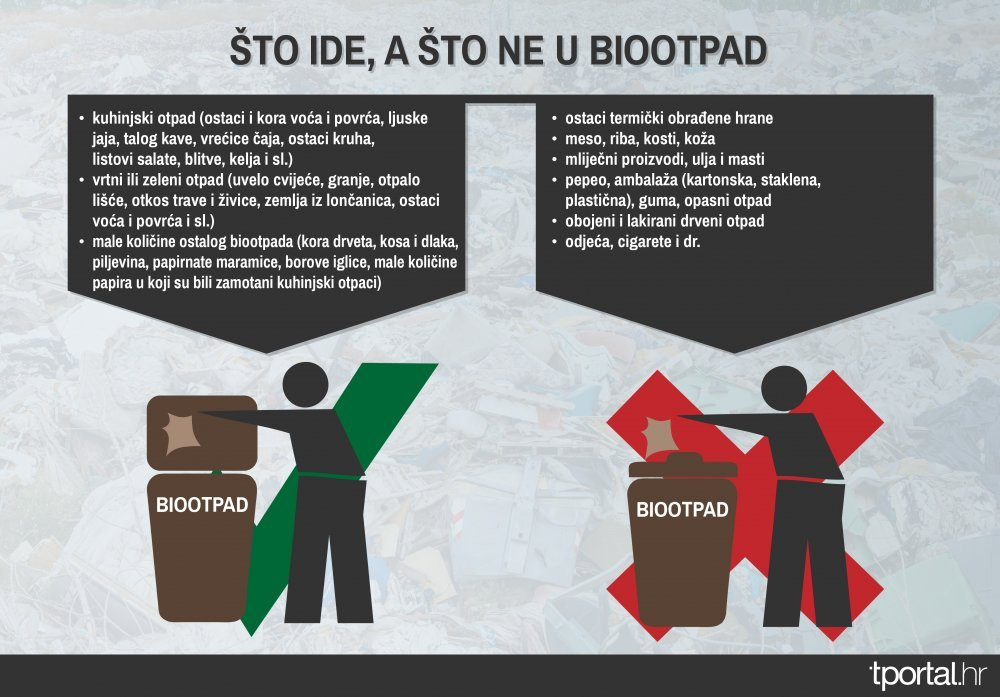 ŠTO IDE, A ŠTO NE U BIOOTPAD
• kuhinjski otpad (ostaci i kora voća i povrća, ljuske
jaja, talog kave, vrećice čaja, ostaci kruha,
listovi salate, blitve, kelja i sl.)
• vrtni ili zeleni otpad (uvelo cvijeće, granje, otpalo
lišće, otkos trave i živice, zemlja iz lončanica, ostaci
voća i povrća i sl.)
• male količine ostalog biootpada (kora drveta, kosa i dlaka,
piljevina, papirnate maramice, borove iglice, male količine
papira u koji su bili zamotani kuhinjski otpaci)
• ostaci termički obrađene hrane
• meso, riba, kosti, koža
• mliječni proizvodi, ulja i masti
• pepeo, ambalaža (kartonska, staklena,
plastična), guma, opasni otpad
• obojeni i lakirani drveni otpad
• odjeća, cigarete i dr.
BIOOTPAD
BIOOTPAD
tportal.hr